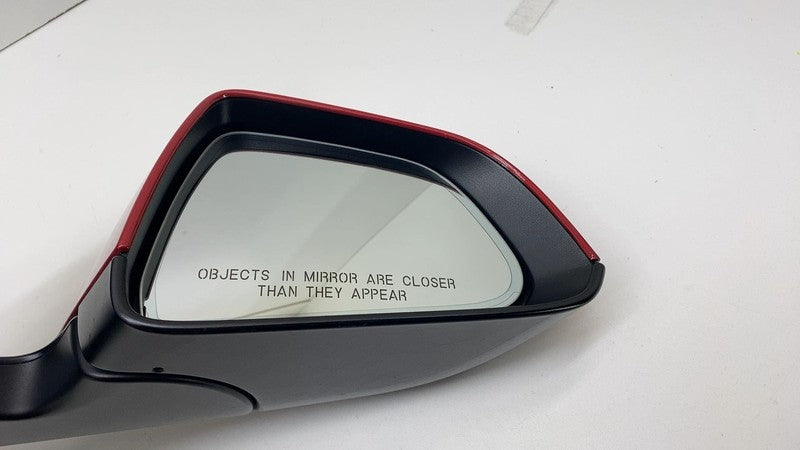 OBJECTS IN MIRROR ARE CLOSER
THAN THEY APPEAR